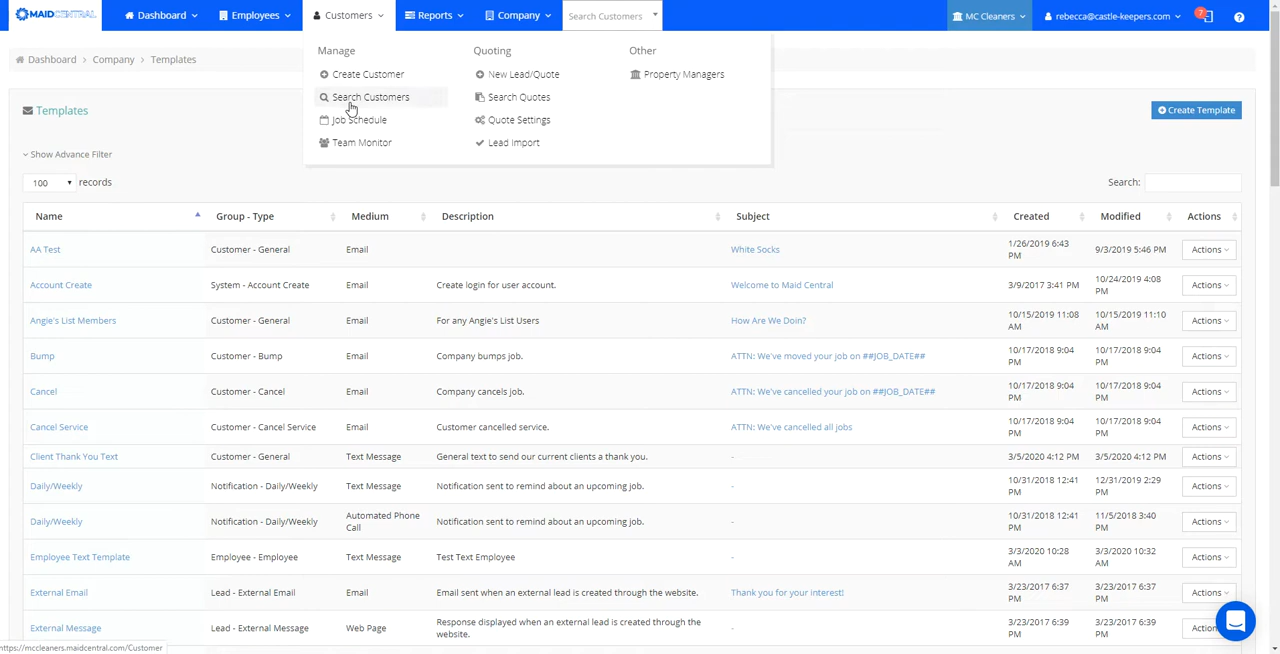 MAIDCENTRAL Dashboard Employees Customers Reports Company Search Customers MC Cleaners rebecca@castle-keepers.com 7
Manage Quoting Other
Create Customer New Lead/Quote Property Managers
Search Customers Search Quotes
Job Schedule Quote Settings
Team Monitor Lead Import
Dashboard > Company > Templates
Templates Create Template
Show Advance Filter
100 records Search:
Name Group - Type Medium Description Subject Created Modified Actions
AA Test Customer - General Email White Socks 1/26/2019 6:43 PM 9/3/2019 5:46 PM Actions
Account Create System - Account Create Email Create login for user account. Welcome to Maid Central 3/9/2017 3:41 PM 10/24/2019 4:08 PM Actions
Angie's List Members Customer - General Email For any Angie's List Users How Are We Doin? 10/15/2019 11:08 AM 10/15/2019 11:10 AM Actions
Bump Customer - Bump Email Company bumps job. ATTN: We've moved your job on ##JOB_DATE## 10/17/2018 9:04 PM 10/17/2018 9:04 PM Actions
Cancel Customer - Cancel Email Company cancels job. ATTN: We've cancelled your job on ##JOB_DATE## 10/17/2018 9:04 PM 10/17/2018 9:04 PM Actions
Cancel Service Customer - Cancel Service Email Customer cancelled service. ATTN: We've cancelled all jobs 10/17/2018 9:04 PM 10/17/2018 9:04 PM Actions
Client Thank You Text Customer - General Text Message General text to send our current clients a thank you. - 3/5/2020 4:12 PM 3/5/2020 4:12 PM Actions
Daily/Weekly Notification - Daily/Weekly Text Message Notification sent to remind about an upcoming job. - 10/31/2018 12:41 PM 12/31/2019 2:29 PM Actions
Daily/Weekly Notification - Daily/Weekly Automated Phone Call Notification sent to remind about an upcoming job. - 10/31/2018 12:41 PM 11/5/2018 3:40 PM Actions
Employee Text Template Employee - Employee Text Message Test Text Employee - 3/3/2020 10:28 AM 3/3/2020 10:32 AM Actions
External Email Lead - External Email Email Email sent when an external lead is created through the website. Thank you for your interest! 3/23/2017 6:37 PM 3/23/2017 6:37 PM Actions
External Message Lead - External Message Web Page Response displayed when an external lead is created through the website. - 3/23/2017 6:39 PM 3/23/2017 6:39 PM Actions
https://mccleaners.maidcentral.com/Customer